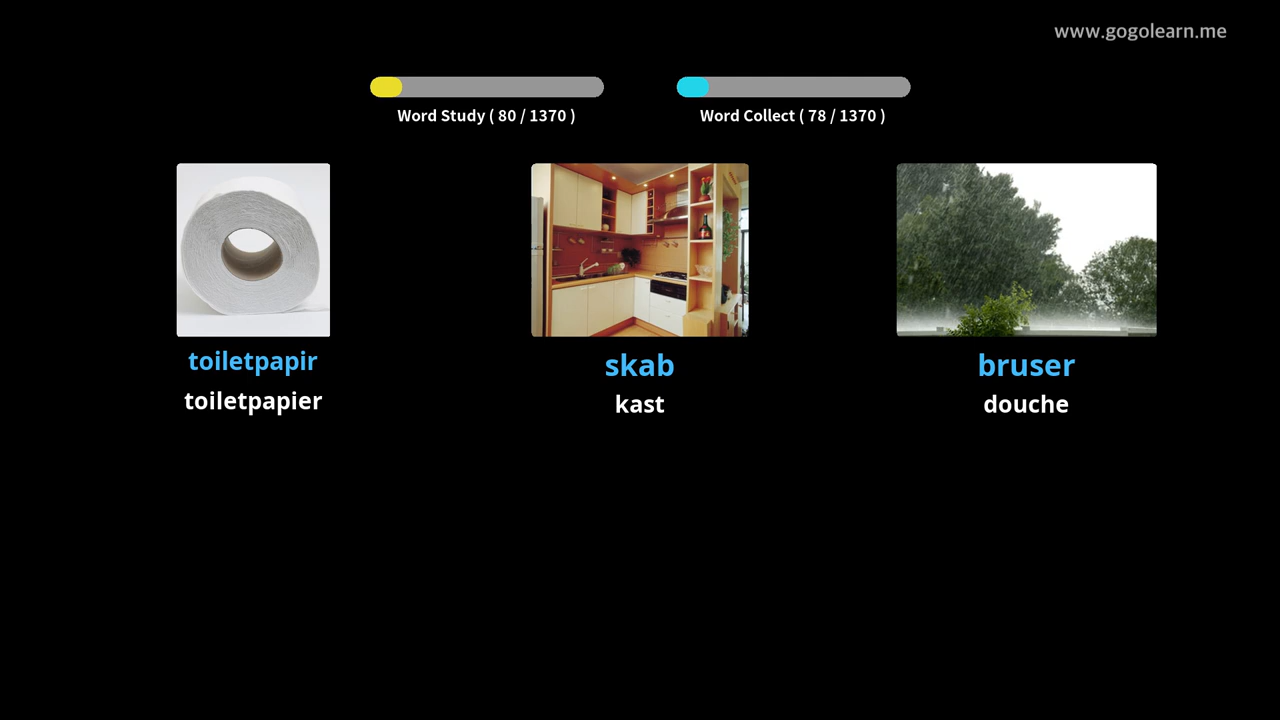 www.gogolearn.me
Word Study ( 80 / 1370 )
Word Collect ( 78 / 1370 )
toiletpapir
toiletpapier
skab
kast
bruser
douche